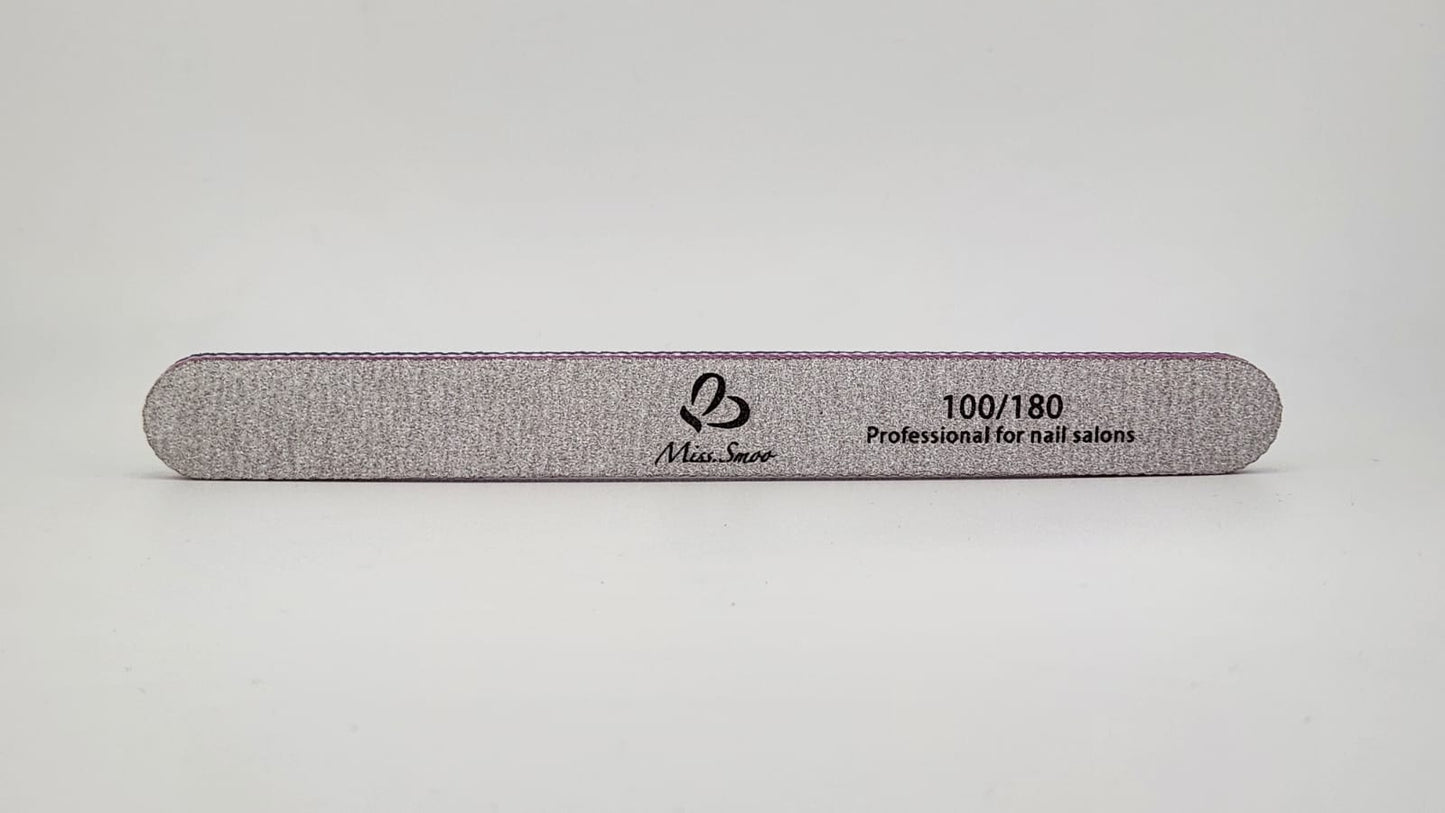 Miss.Smoo
100/180
Professional for nail salons